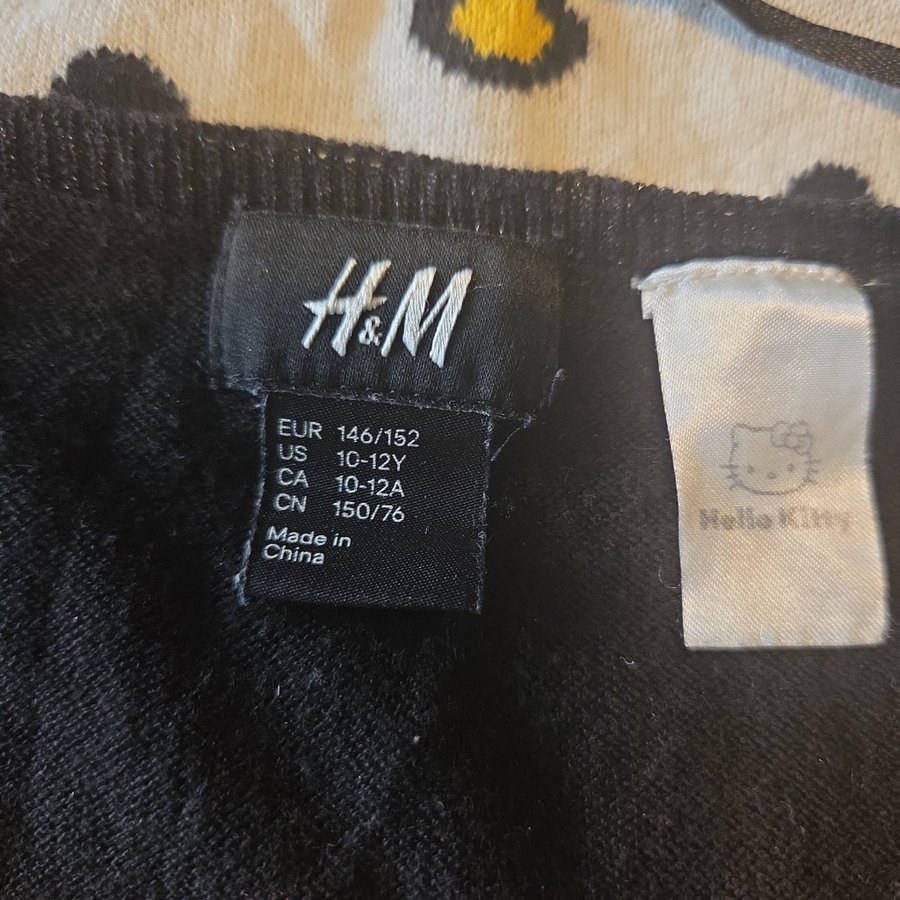 H&M
EUR 146/152
US 10-12Y
CA 10-12A
CN 150/76
Made in
China
Hello Kitty